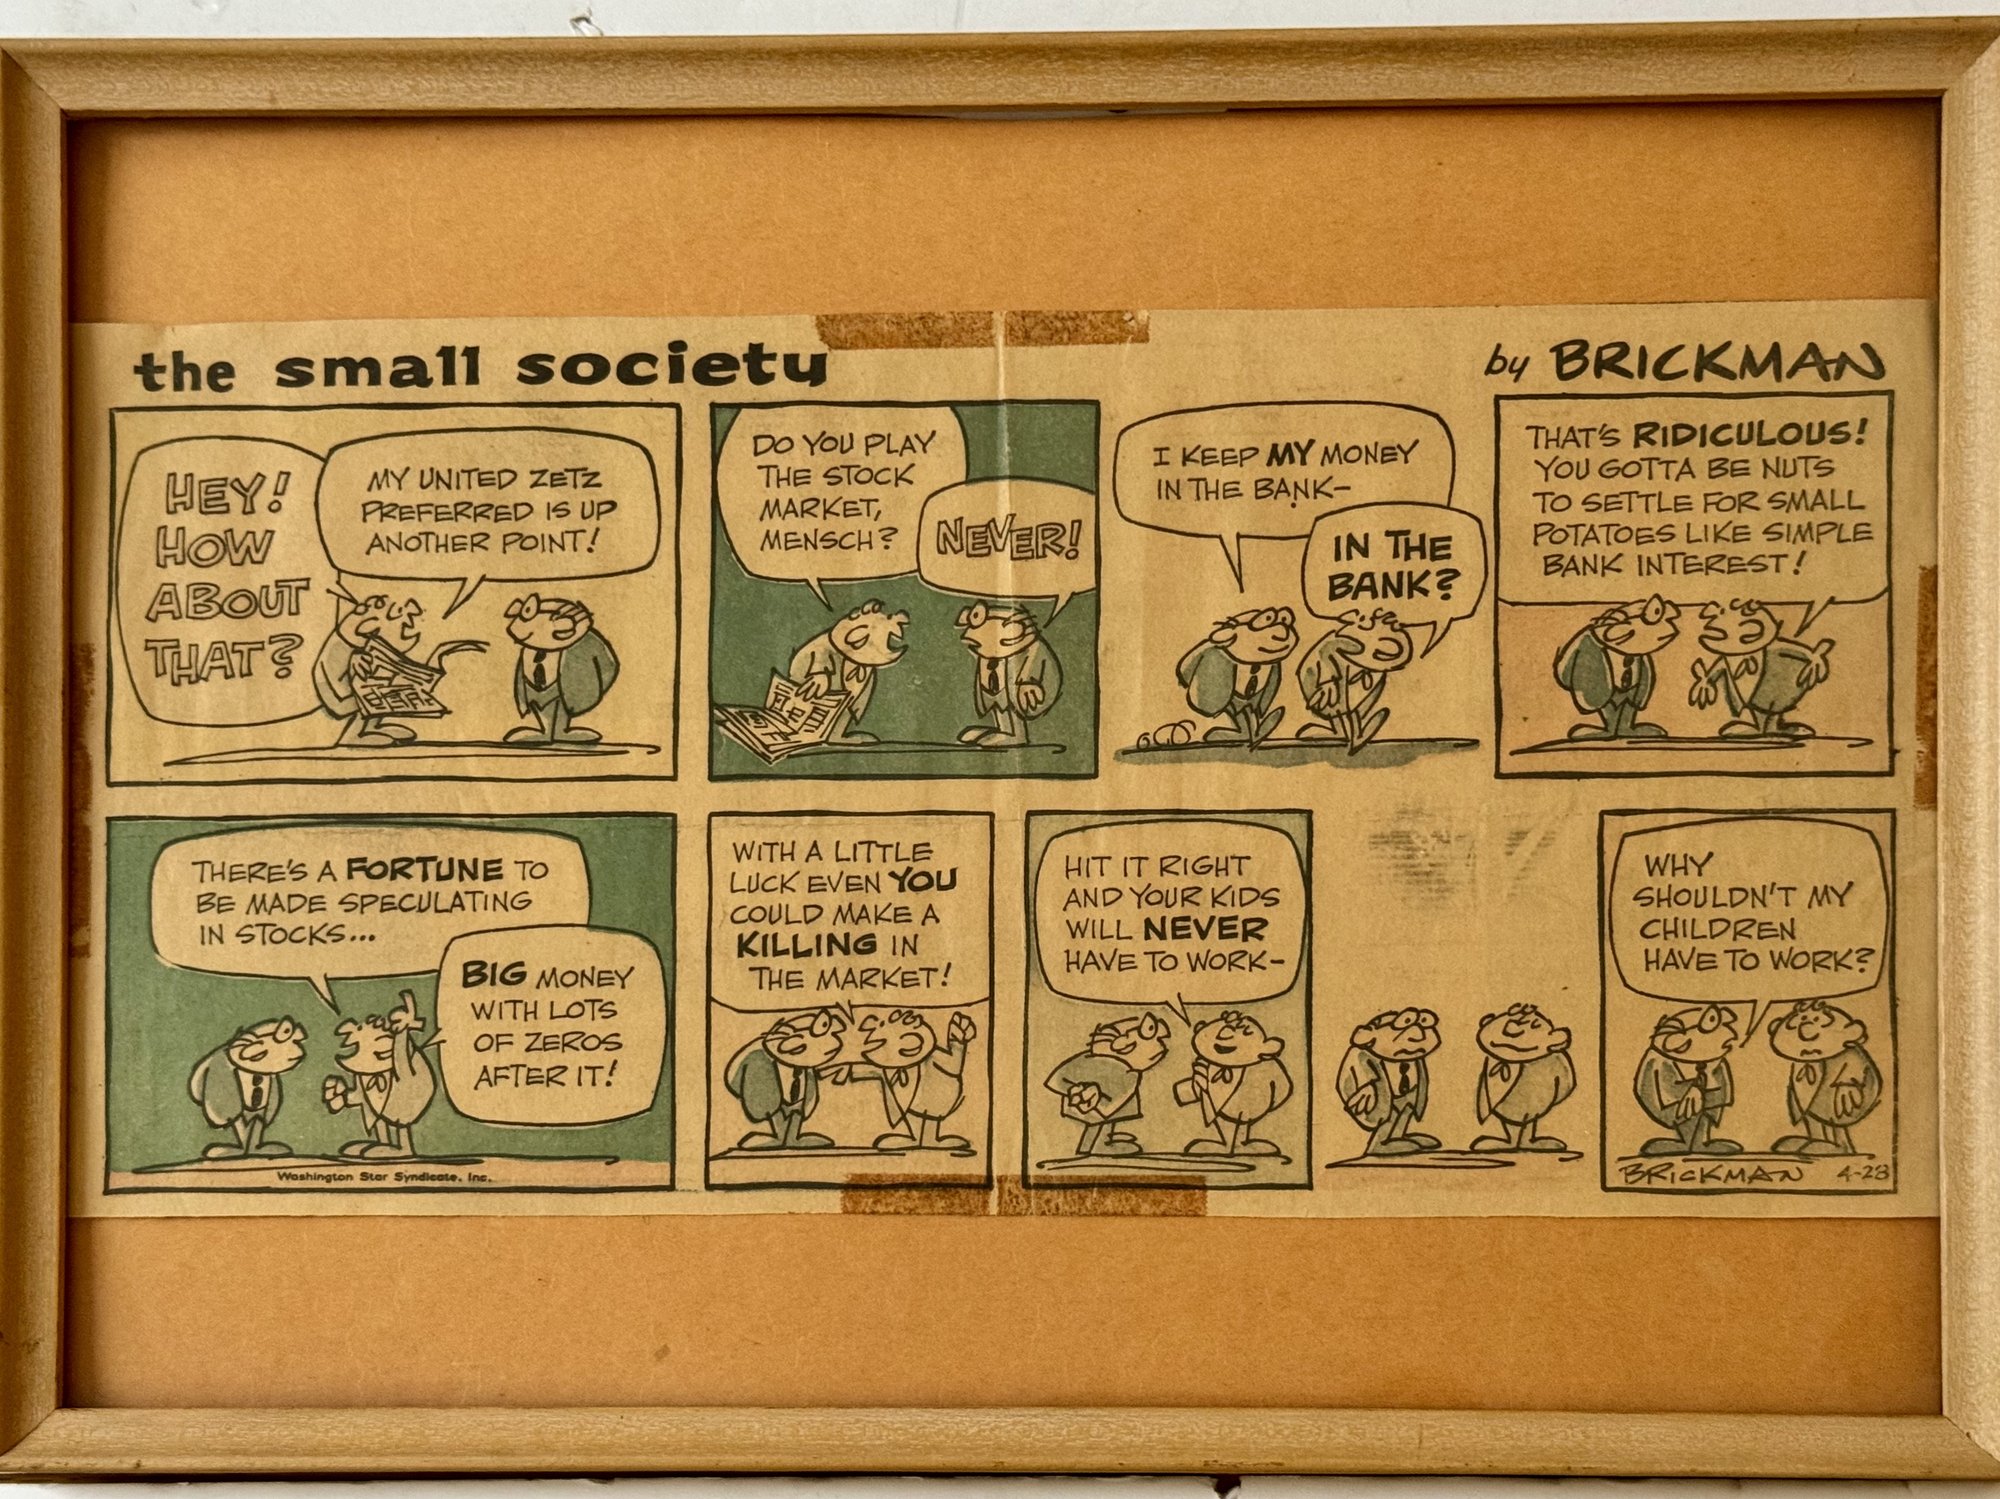 the small society
by BRICKMAN
HEY!
HOW
ABOUT
THAT?
MY UNITED ZETZ
PREFERRED IS UP
ANOTHER POINT!
DO YOU PLAY
THE STOCK
MARKET,
MENSCH?
NEVER!
I KEEP MY MONEY
IN THE BANK-
IN THE
BANK?
THAT'S RIDICULOUS!
YOU GOTTA BE NUTS
TO SETTLE FOR SMALL
POTATOES LIKE SIMPLE
BANK INTEREST!
THERE'S A FORTUNE TO
BE MADE SPECULATING
IN STOCKS...
BIG MONEY
WITH LOTS
OF ZEROS
AFTER IT!
Washington Star Syndicate, Inc.
WITH A LITTLE
LUCK EVEN YOU
COULD MAKE A
KILLING IN
THE MARKET!
HIT IT RIGHT
AND YOUR KIDS
WILL NEVER
HAVE TO WORK-
WHY
SHOULDN'T MY
CHILDREN
HAVE TO WORK?
BRICKMAN 4-28